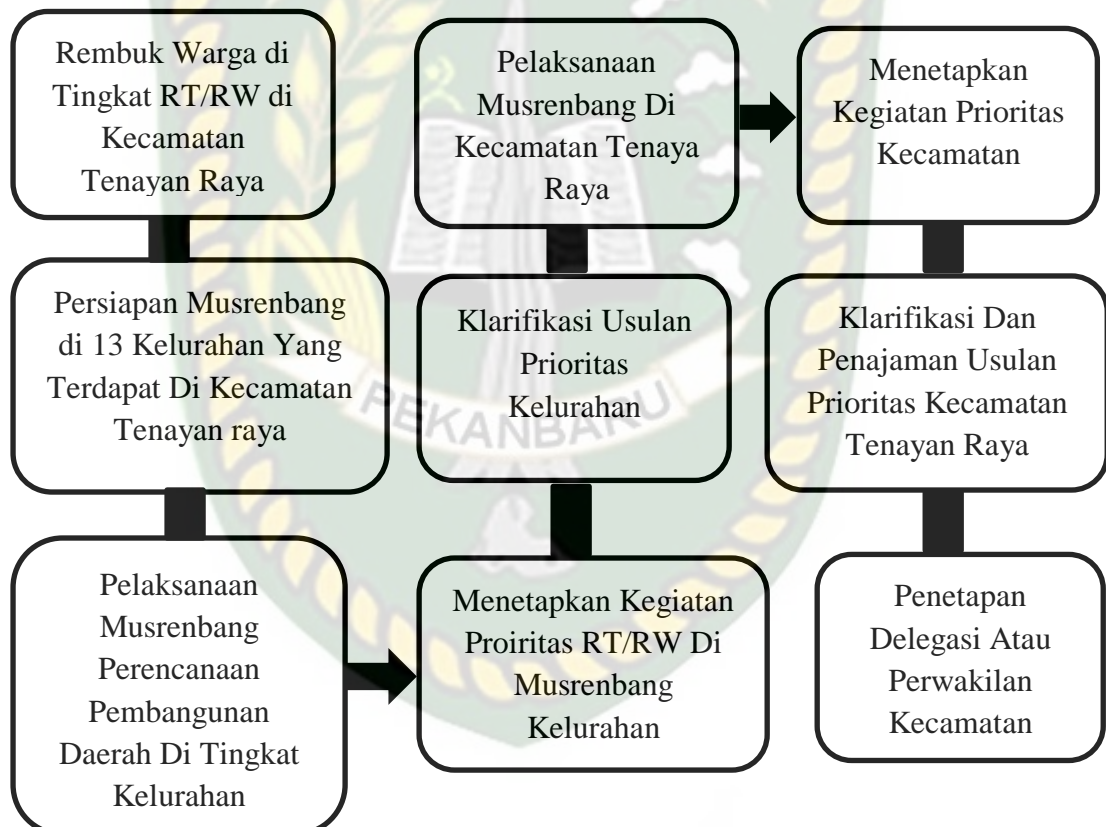 Rembuk Warga di
Tingkat RT/RW di
Kecamatan
Tenayan Raya
Persiapan Musrenbang
di 13 Kelurahan Yang
Terdapat Di Kecamatan
Tenayan raya
Pelaksanaan
Musrenbang
Perencanaan
Pembangunan
Daerah Di Tingkat
Kelurahan
Menetapkan Kegiatan
Proiritas RT/RW Di
Musrenbang
Kelurahan
Klarifikasi Usulan
Prioritas
Kelurahan
Pelaksanaan
Musrenbang Di
Kecamatan Tenaya
Raya
Menetapkan
Kegiatan Prioritas
Kecamatan
Klarifikasi Dan
Penajaman Usulan
Prioritas Kecamatan
Tenayan Raya
Penetapan
Delegasi Atau
Perwakilan
Kecamatan
PEKANBARU